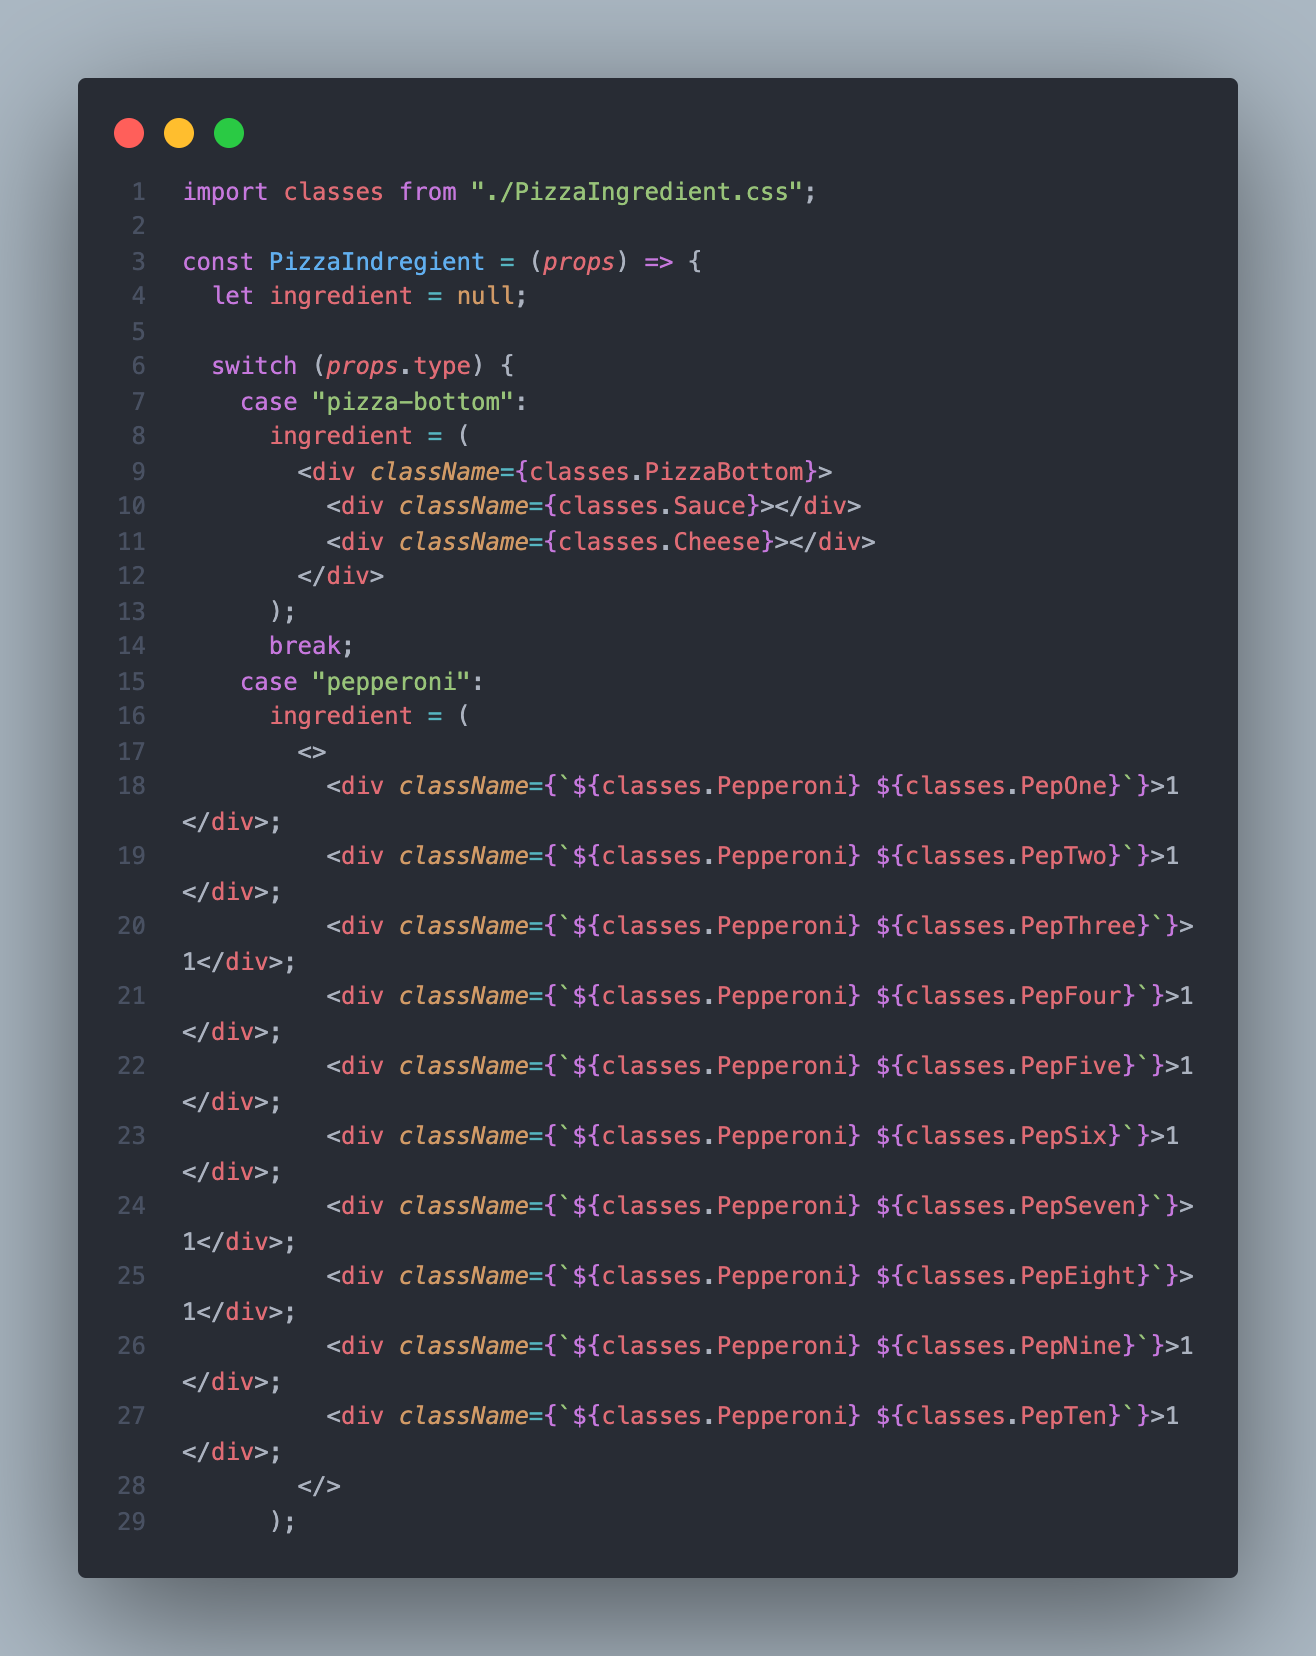 1 import classes from "./PizzaIngredient.css";
2
3 const PizzaIndregient = (props) => {
4   let ingredient = null;
5
6   switch (props.type) {
7     case "pizza-bottom":
8       ingredient = (
9         <div className={classes.PizzaBottom}>
10           <div className={classes.Sauce}></div>
11           <div className={classes.Cheese}></div>
12         </div>
13       );
14       break;
15     case "pepperoni":
16       ingredient = (
17         <>
18           <div className={`${classes.Pepperoni} ${classes.PepOne}`}>1
</div>;
19           <div className={`${classes.Pepperoni} ${classes.PepTwo}`}>1
</div>;
20           <div className={`${classes.Pepperoni} ${classes.PepThree}`}>
1</div>;
21           <div className={`${classes.Pepperoni} ${classes.PepFour}`}>1
</div>;
22           <div className={`${classes.Pepperoni} ${classes.PepFive}`}>1
</div>;
23           <div className={`${classes.Pepperoni} ${classes.PepSix}`}>1
</div>;
24           <div className={`${classes.Pepperoni} ${classes.PepSeven}`}>
1</div>;
25           <div className={`${classes.Pepperoni} ${classes.PepEight}`}>
1</div>;
26           <div className={`${classes.Pepperoni} ${classes.PepNine}`}>1
</div>;
27           <div className={`${classes.Pepperoni} ${classes.PepTen}`}>1
</div>;
28         </>
29       );